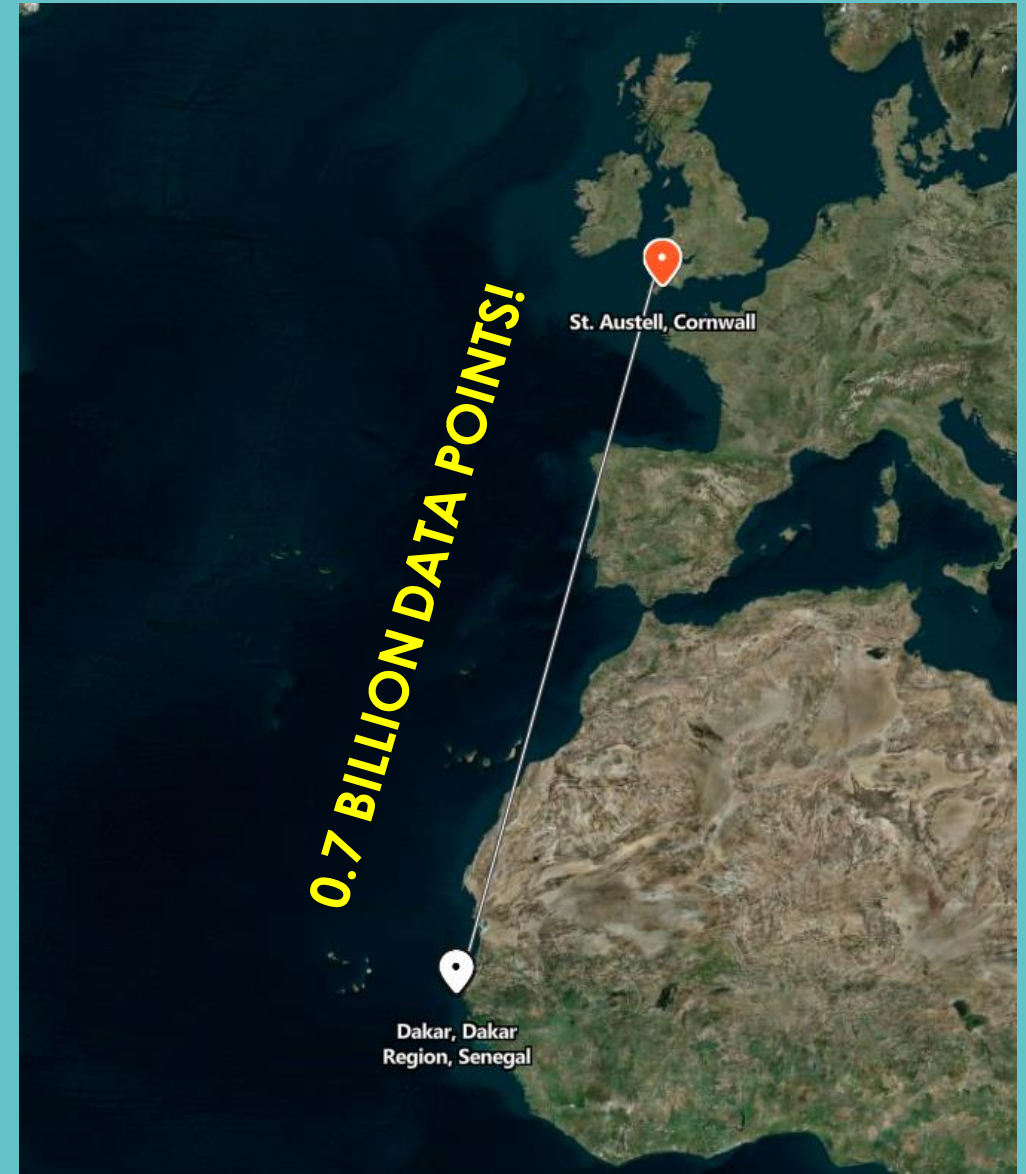 0.7 BILLION DATA POINTS!
St. Austell, Cornwall
Dakar, Dakar
Region, Senegal